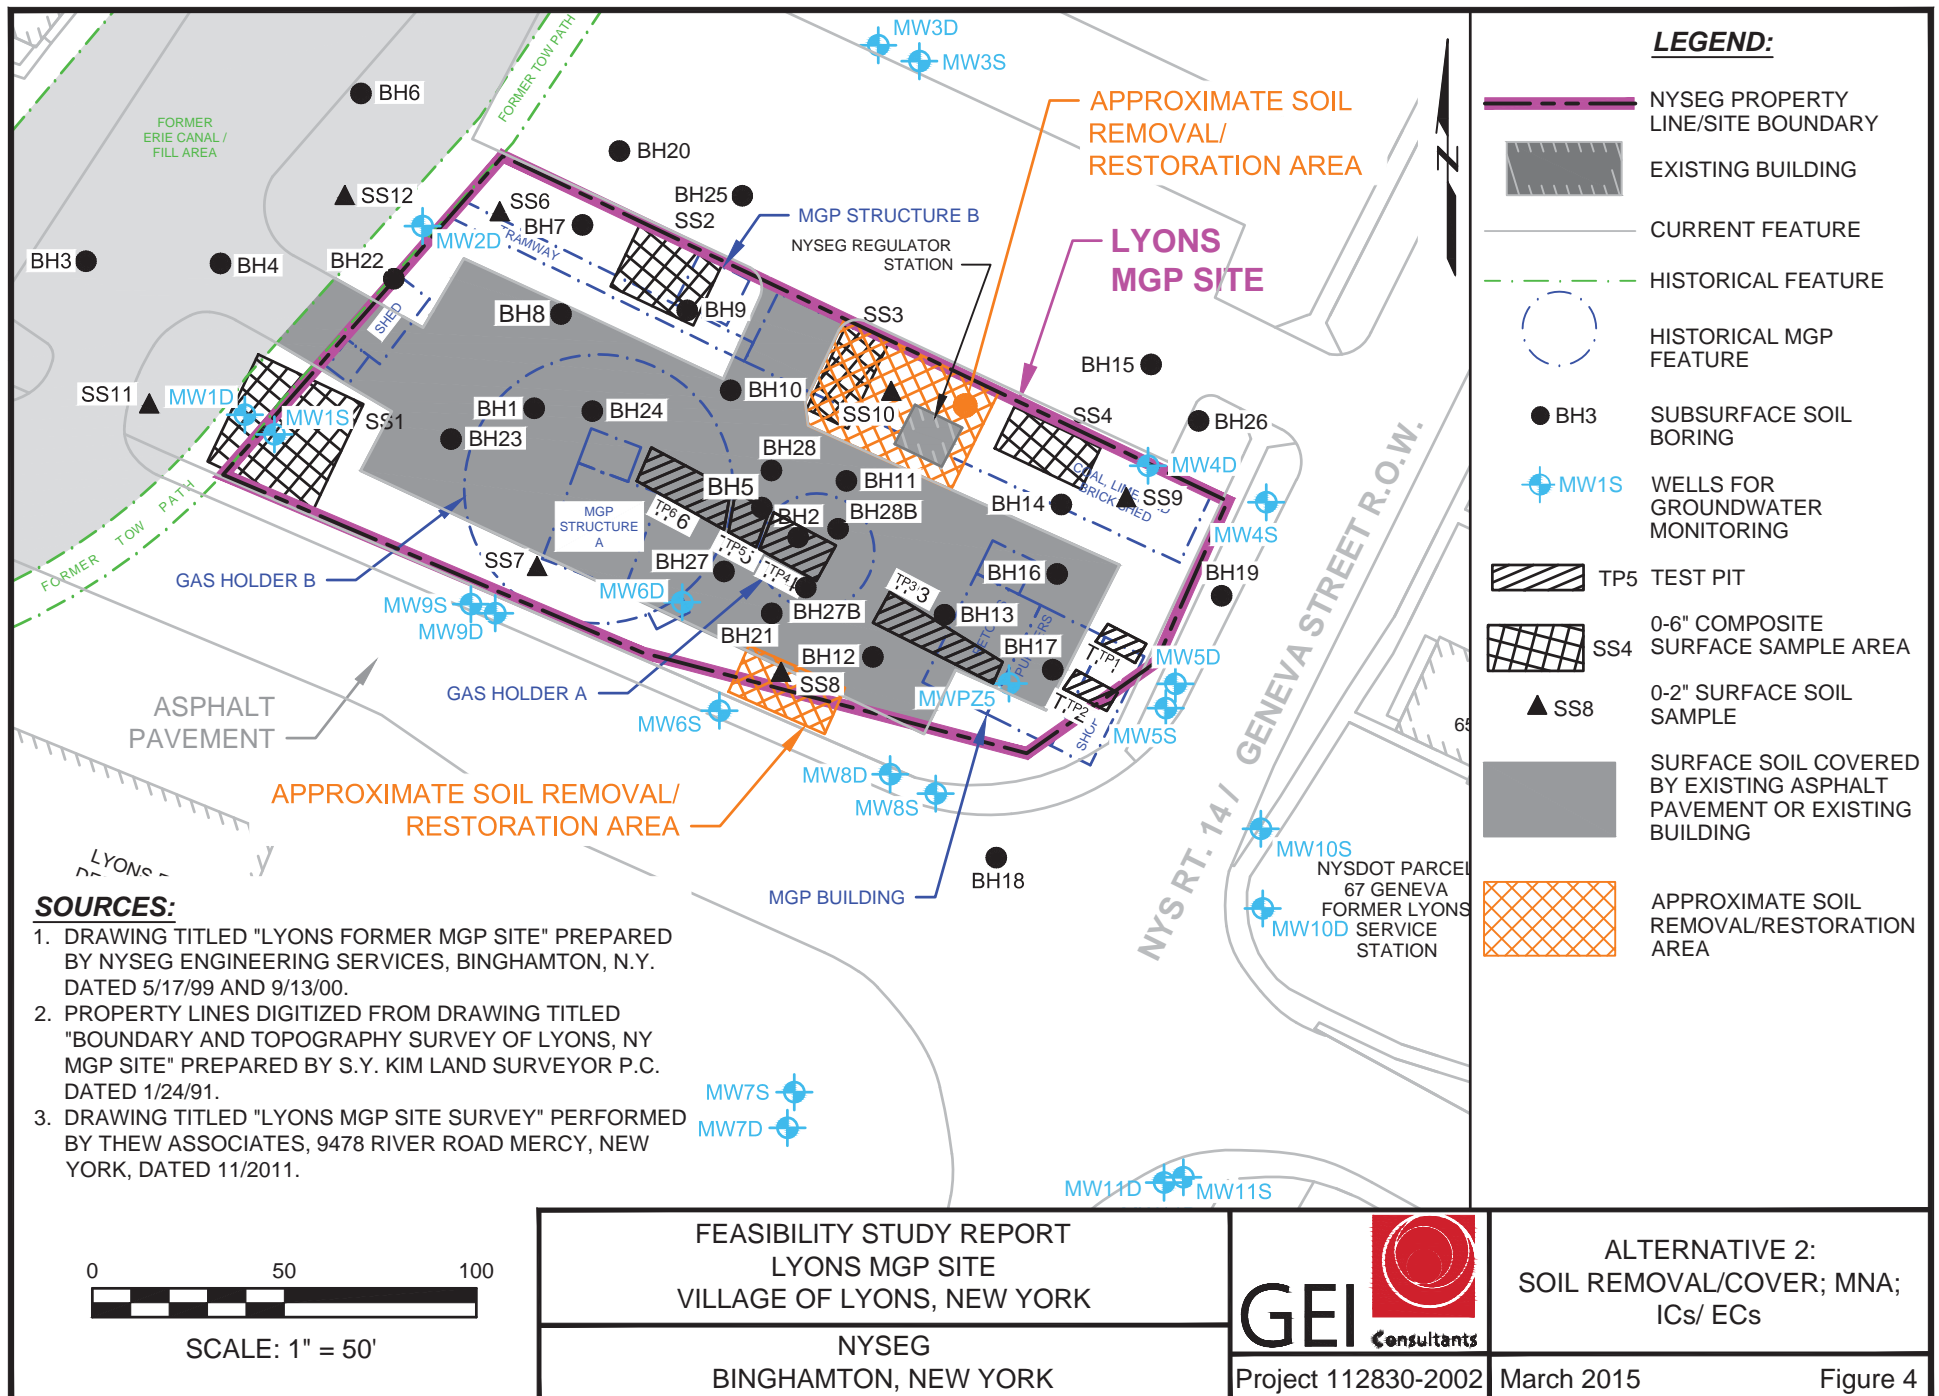 MW3D
MW3S
BH6
FORMER TOW PATH
FORMER
ERIE CANAL /
FILL AREA
APPROXIMATE SOIL
REMOVAL/
RESTORATION AREA
BH20
SS12
SS6
BH25
SS2
BH7
MGP STRUCTURE B
MW2D
TRAMWAY
NYSEG REGULATOR
STATION
LYONS
MGP SITE
N
BH3
BH4
BH22
SHED
BH8
BH9
SS3
BH15
SS11
MW1D
MW1S
SS1
BH1
BH24
BH10
SS10
SS4
BH26
BH23
BH28
MW4D
BH5
BH11
COAL, LIME
BRICK SHED
SS9
BH14
MW4S
TP6
BH2
BH28B
MGP
STRUCTURE
A
TP5
TP4
FORMER TOW PATH
GAS HOLDER B
SS7
BH27
BH16
BH19
TP3
MW9S
MW9D
MW6D
BH27B
BH13
BH21
BH12
BH17
TP1
MW5D
GAS HOLDER A
SS8
MWPZ5
TP2
MW5S
SHOP
ASPHALT
PAVEMENT
MW6S
MW8D
MW8S
APPROXIMATE SOIL REMOVAL/
RESTORATION AREA
NYS RT. 14 / GENEVA STREET R.O.W.
65
MW10S
BH18
MGP BUILDING
NYSDOT PARCEL
67 GENEVA
FORMER LYONS
SERVICE
STATION
MW10D
LYONS
SOURCES:
1. DRAWING TITLED "LYONS FORMER MGP SITE" PREPARED
BY NYSEG ENGINEERING SERVICES, BINGHAMTON, N.Y.
DATED 5/17/99 AND 9/13/00.
2. PROPERTY LINES DIGITIZED FROM DRAWING TITLED
"BOUNDARY AND TOPOGRAPHY SURVEY OF LYONS, NY
MGP SITE" PREPARED BY S.Y. KIM LAND SURVEYOR P.C.
DATED 1/24/91.
3. DRAWING TITLED "LYONS MGP SITE SURVEY" PERFORMED
BY THEW ASSOCIATES, 9478 RIVER ROAD MERCY, NEW
YORK, DATED 11/2011.
MW7S
MW7D
MW11D
MW11S
LEGEND:
NYSEG PROPERTY
LINE/SITE BOUNDARY
EXISTING BUILDING
CURRENT FEATURE
HISTORICAL FEATURE
HISTORICAL MGP
FEATURE
BH3 SUBSURFACE SOIL
BORING
MW1S WELLS FOR
GROUNDWATER
MONITORING
TP5 TEST PIT
SS4 0-6" COMPOSITE
SURFACE SAMPLE AREA
SS8 0-2" SURFACE SOIL
SAMPLE
SURFACE SOIL COVERED
BY EXISTING ASPHALT
PAVEMENT OR EXISTING
BUILDING
APPROXIMATE SOIL
REMOVAL/RESTORATION
AREA
0 50 100
SCALE: 1" = 50'
FEASIBILITY STUDY REPORT
LYONS MGP SITE
VILLAGE OF LYONS, NEW YORK
NYSEG
BINGHAMTON, NEW YORK
GEI
Consultants
Project 112830-2002
ALTERNATIVE 2:
SOIL REMOVAL/COVER; MNA;
ICs/ ECs
March 2015
Figure 4